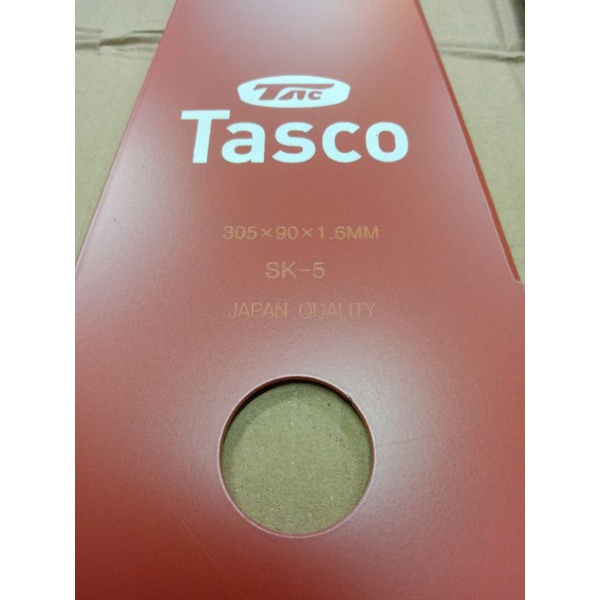 TAC
Tasco
305×90×1.6MM
SK-5
JAPAN QUALITY